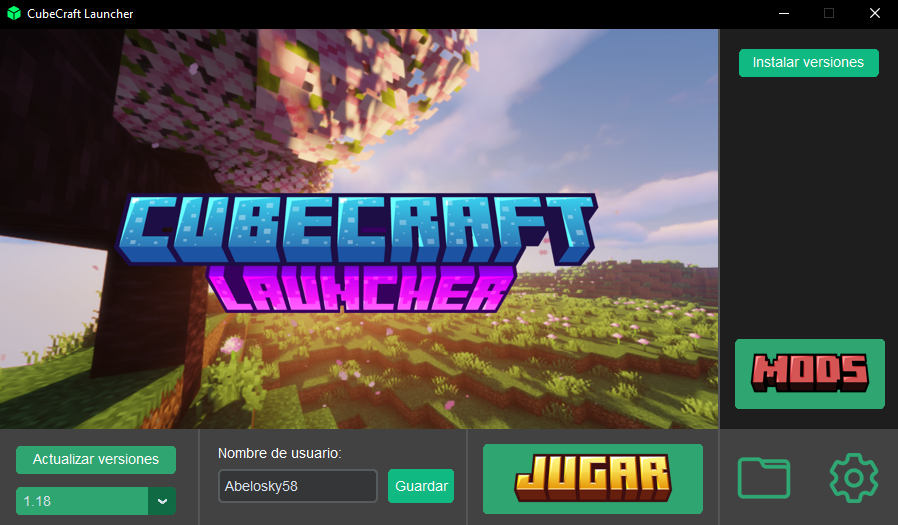 CubeCraft Launcher
Instalar versiones
CUBECRAFT
LAUNCHER
MODS
Actualizar versiones
1.18
Nombre de usuario:
Abelosky58
Guardar
JUGAR